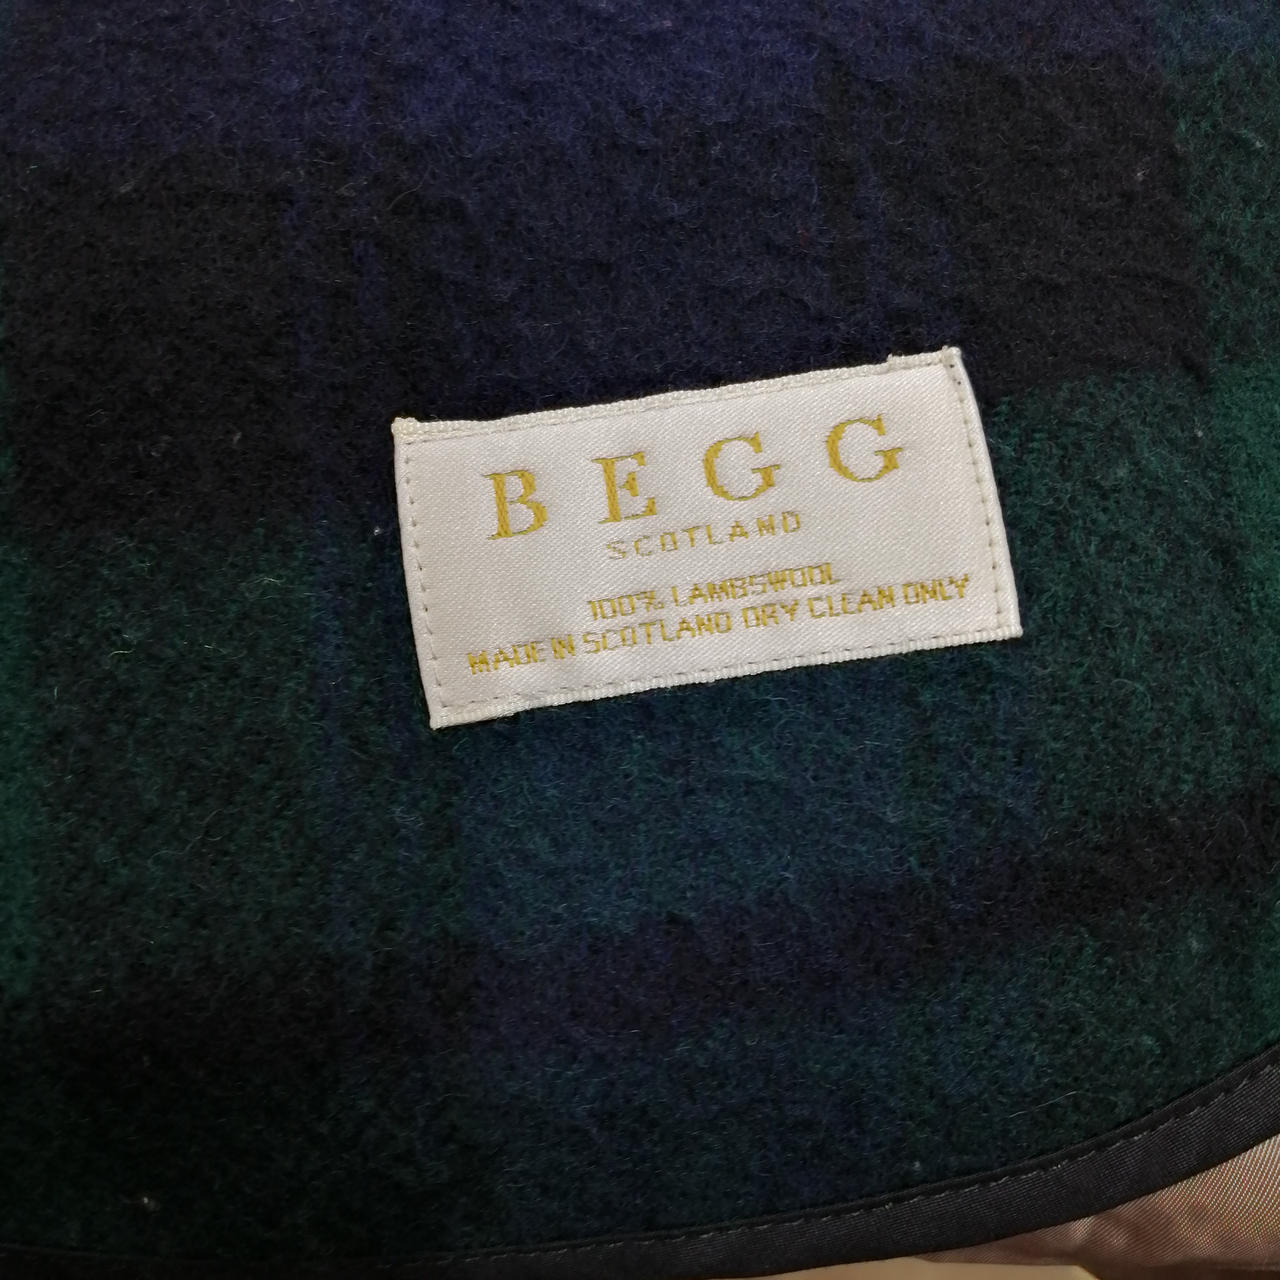 BEGG
SCOTLAND
100% LAMBSWOOL
MADE IN SCOTLAND DRY CLEAN ONLY